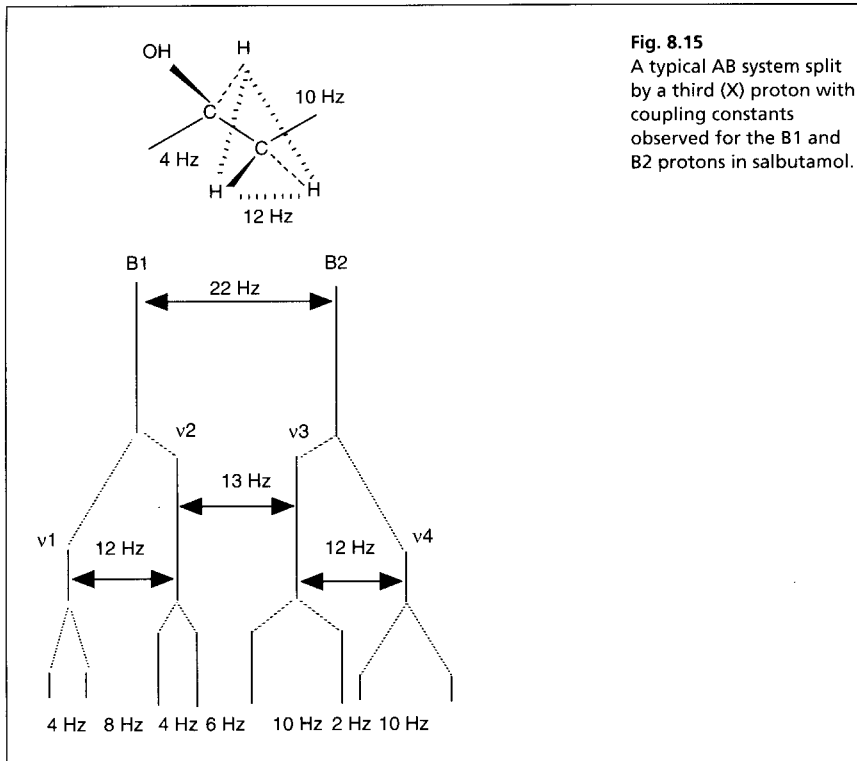 Fig. 8.15
A typical AB system split
by a third (X) proton with
coupling constants
observed for the B1 and
B2 protons in salbutamol.
OH
H
10 Hz
C
4 Hz
C
H
H
12 Hz
B1
B2
22 Hz
ν2
ν3
13 Hz
ν1
12 Hz
12 Hz
ν4
4 Hz 8 Hz 4 Hz 6 Hz 10 Hz 2 Hz 10 Hz